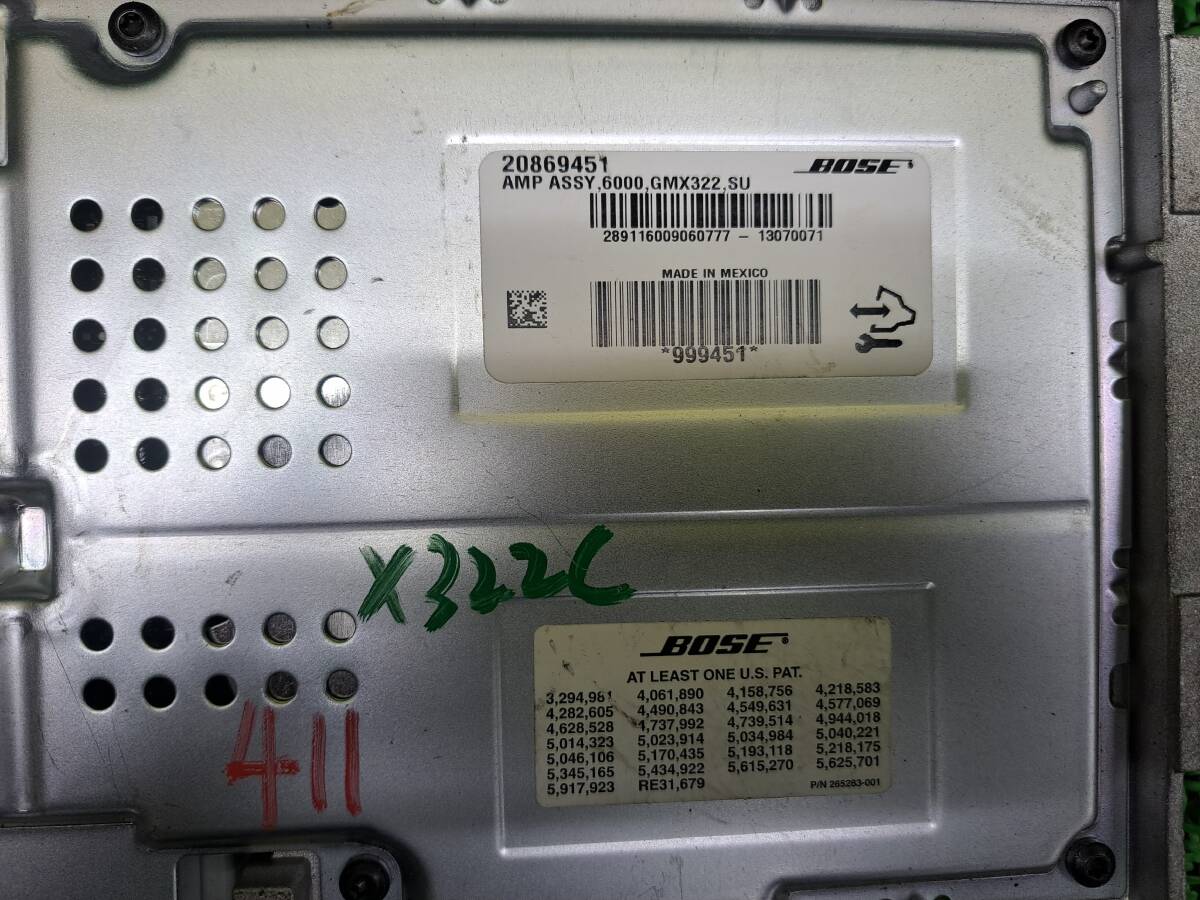 20869451 BOSE
AMP ASSY,6000,GMX322,SU
289116009060777 - 13070071
MADE IN MEXICO
*999451*
X322C
BOSE
AT LEAST ONE U.S. PAT.
3,294,981 4,061,890 4,158,756 4,218,583
4,282,605 4,490,843 4,549,631 4,577,069
4,628,528 4,737,992 4,739,514 4,944,018
5,014,323 5,023,914 5,034,984 5,040,221
5,046,106 5,170,435 5,193,118 5,218,175
5,345,165 5,434,922 5,615,270 5,625,701
5,917,923 RE31,679 P/N 265283-001
411